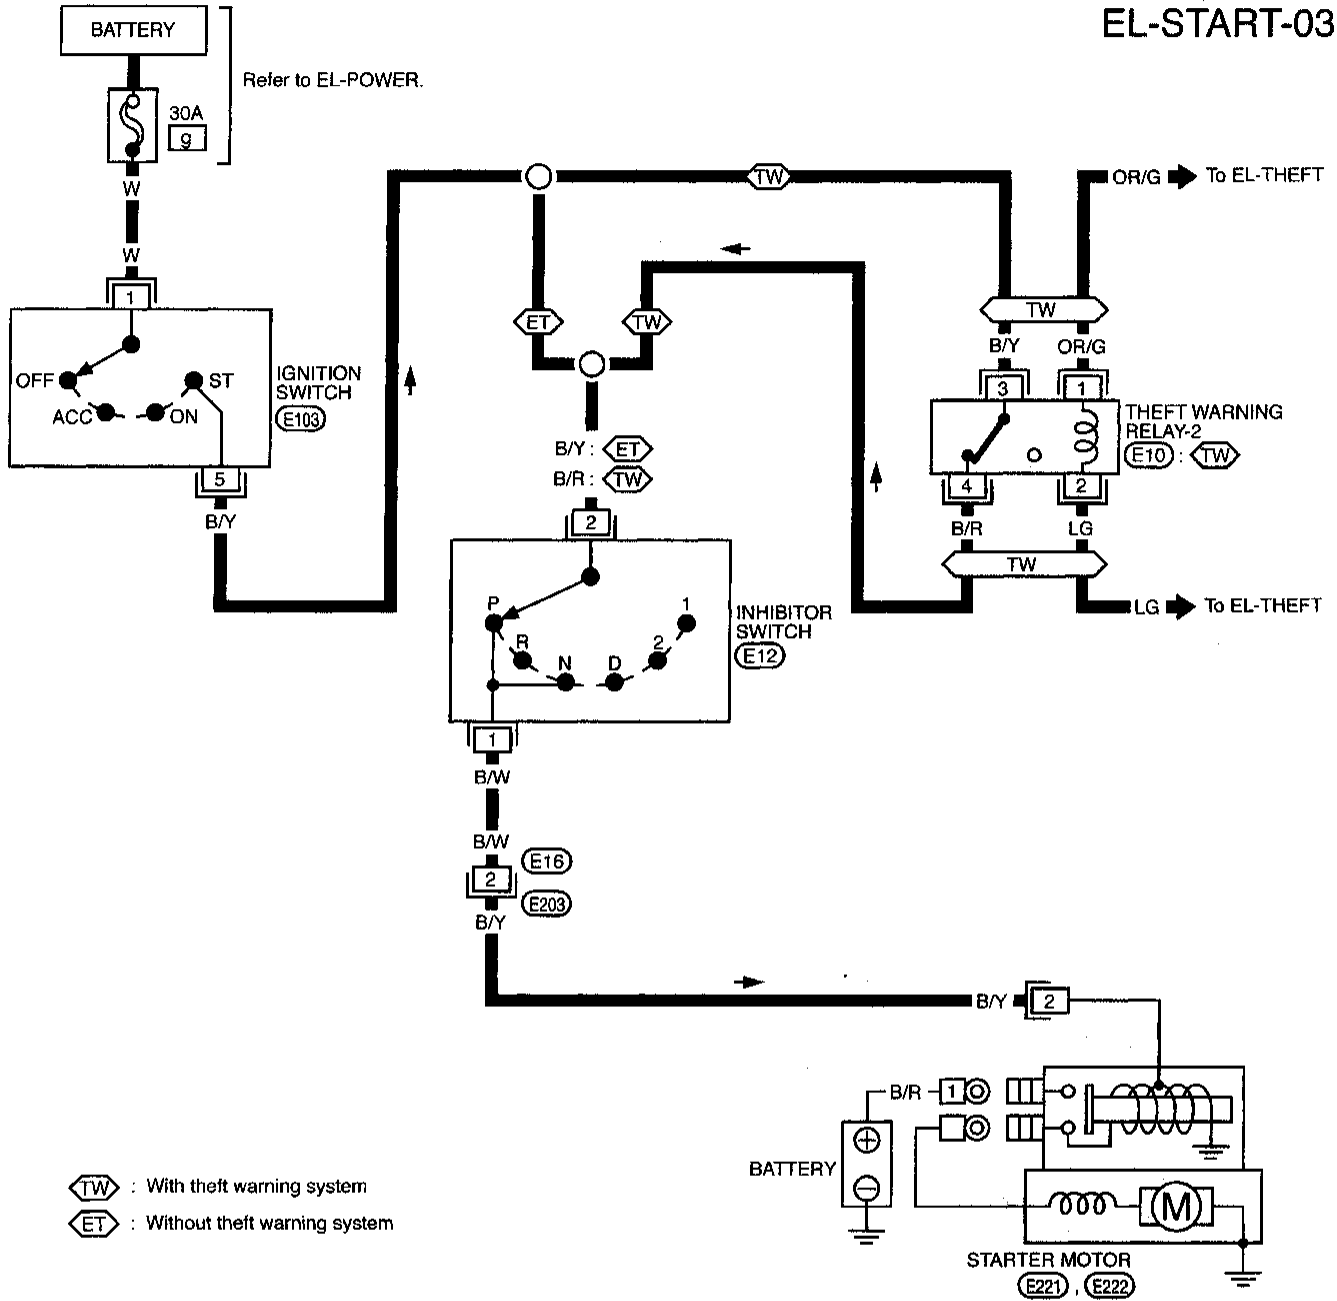 EL-START-03
BATTERY
Refer to EL-POWER.
30A
g
W
W
1
OFF
ST
ACC
ON
IGNITION
SWITCH
E103
5
B/Y
TW
OR/G
To EL-THEFT
ET
TW
TW
B/Y
OR/G
3
1
THEFT WARNING
RELAY-2
E10 : TW
4
2
B/R
LG
TW
LG
To EL-THEFT
B/Y : ET
B/R : TW
2
P
R
N
D
2
1
INHIBITOR
SWITCH
E12
1
B/W
B/W
E16
2
E203
B/Y
B/Y
2
B/R
1
BATTERY
M
STARTER MOTOR
E221 , E222
TW : With theft warning system
ET : Without theft warning system